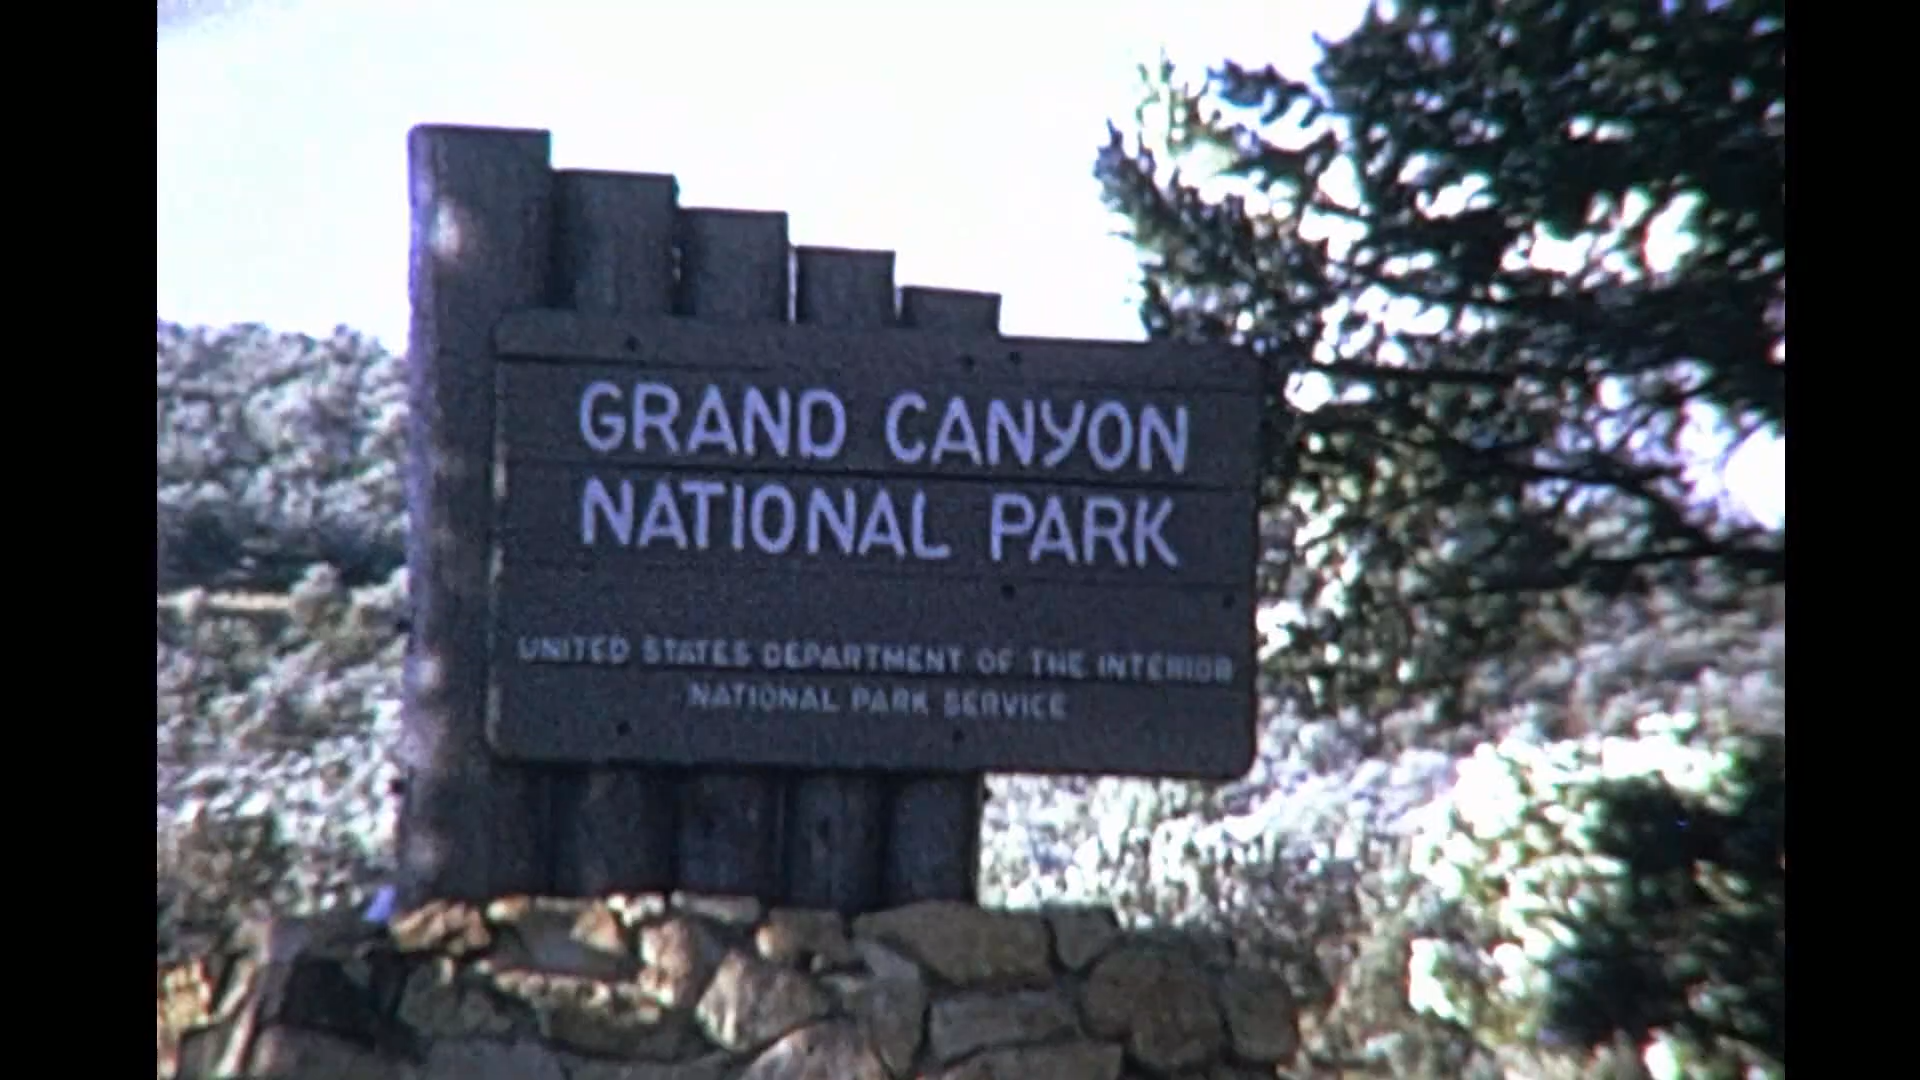 GRAND CANYON
NATIONAL PARK
UNITED STATES DEPARTMENT OF THE INTERIOR
NATIONAL PARK SERVICE